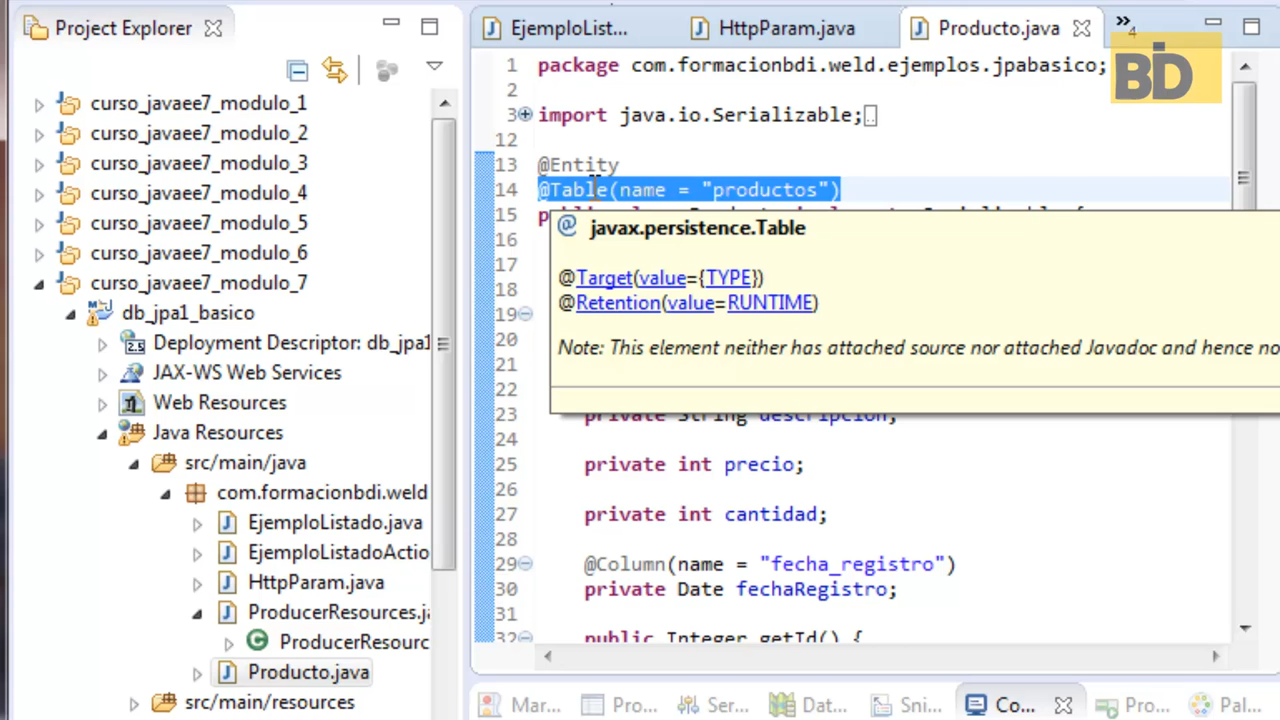 Project Explorer
curso_javaee7_modulo_1
curso_javaee7_modulo_2
curso_javaee7_modulo_3
curso_javaee7_modulo_4
curso_javaee7_modulo_5
curso_javaee7_modulo_6
curso_javaee7_modulo_7
db_jpa1_basico
2.5 Deployment Descriptor: db_jpa1
JAX-WS Web Services
Web Resources
Java Resources
src/main/java
com.formacionbdi.weld
EjemploListado.java
EjemploListadoActio
HttpParam.java
ProducerResources.ja
ProducerResourc
Producto.java
src/main/resources
EjemploList... HttpParam.java Producto.java »4
BD
1 package com.formacionbdi.weld.ejemplos.jpabasico;
2
3 import java.io.Serializable;
12
13 @Entity
14 @Table(name = "productos")
15
16
17
18
19
20
21
22
23 private String descripcion;
24
25 private int precio;
26
27 private int cantidad;
28
29 @Column(name = "fecha_registro")
30 private Date fechaRegistro;
31
32 public Integer getId() {
@ javax.persistence.Table
@Target(value={TYPE})
@Retention(value=RUNTIME)
Note: This element neither has attached source nor attached Javadoc and hence no
Mar... Pro... Ser... Dat... Sni... Co... Pro... Pal...